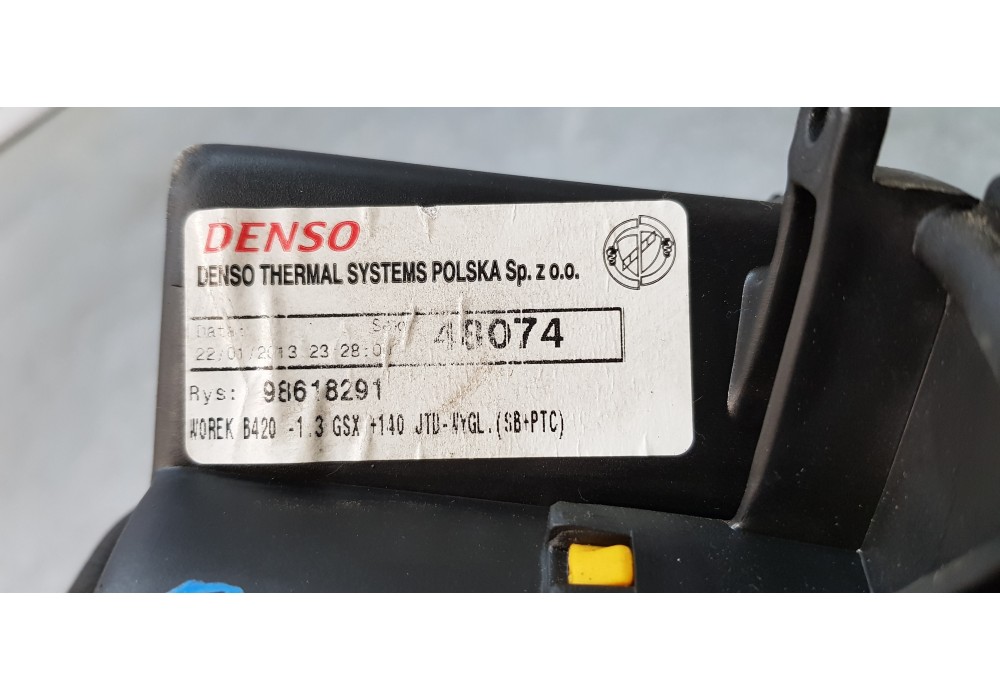 DENSO
DENSO THERMAL SYSTEMS POLSKA Sp. z o.o.
Data: 48074
22/01/2013 23 28:0
Rys: 98618291
WOREK B420 -1.3 GSX +140 JTD-WYGL.(SB+PTC)